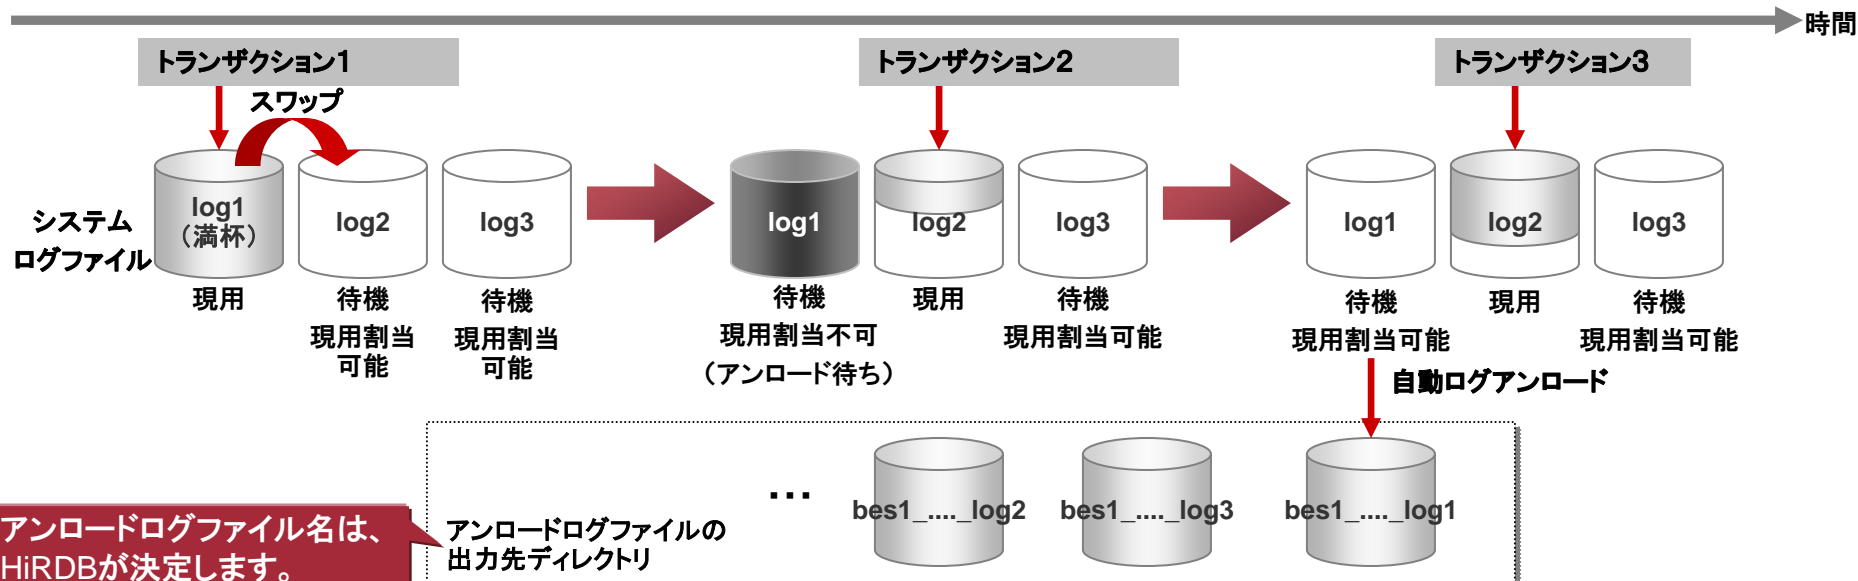 時間
トランザクション1
トランザクション2
トランザクション3
スワップ
システム
ログファイル
log1
（満杯）
log2
log3
log1
log2
log3
log1
log2
log3
現用
待機
現用割当
可能
待機
現用割当
可能
待機
現用割当不可
（アンロード待ち）
現用
待機
現用割当可能
待機
現用割当可能
現用
待機
現用割当可能
自動ログアンロード
…
bes1_...._log2
bes1_...._log3
bes1_...._log1
アンロードログファイル名は、
HiRDBが決定します。
アンロードログファイルの
出力先ディレクトリ